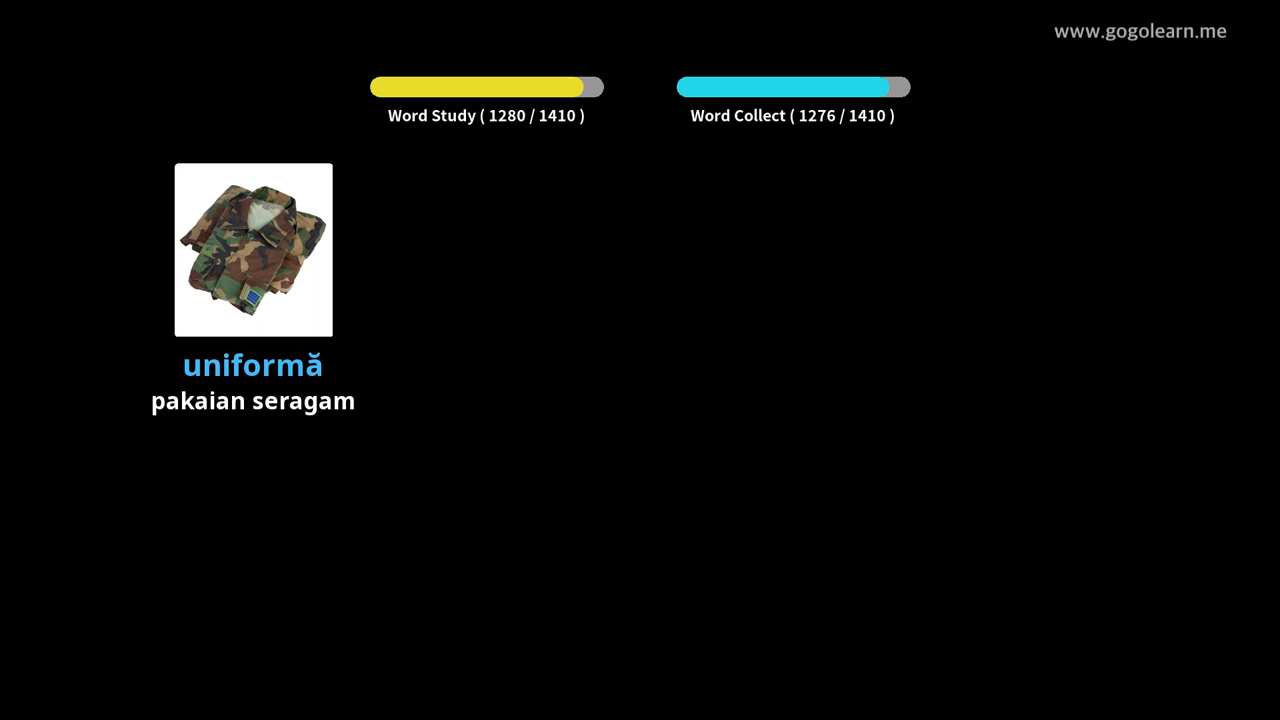 www.gogolearn.me
Word Study ( 1280 / 1410 )
Word Collect ( 1276 / 1410 )
uniformă
pakaian seragam